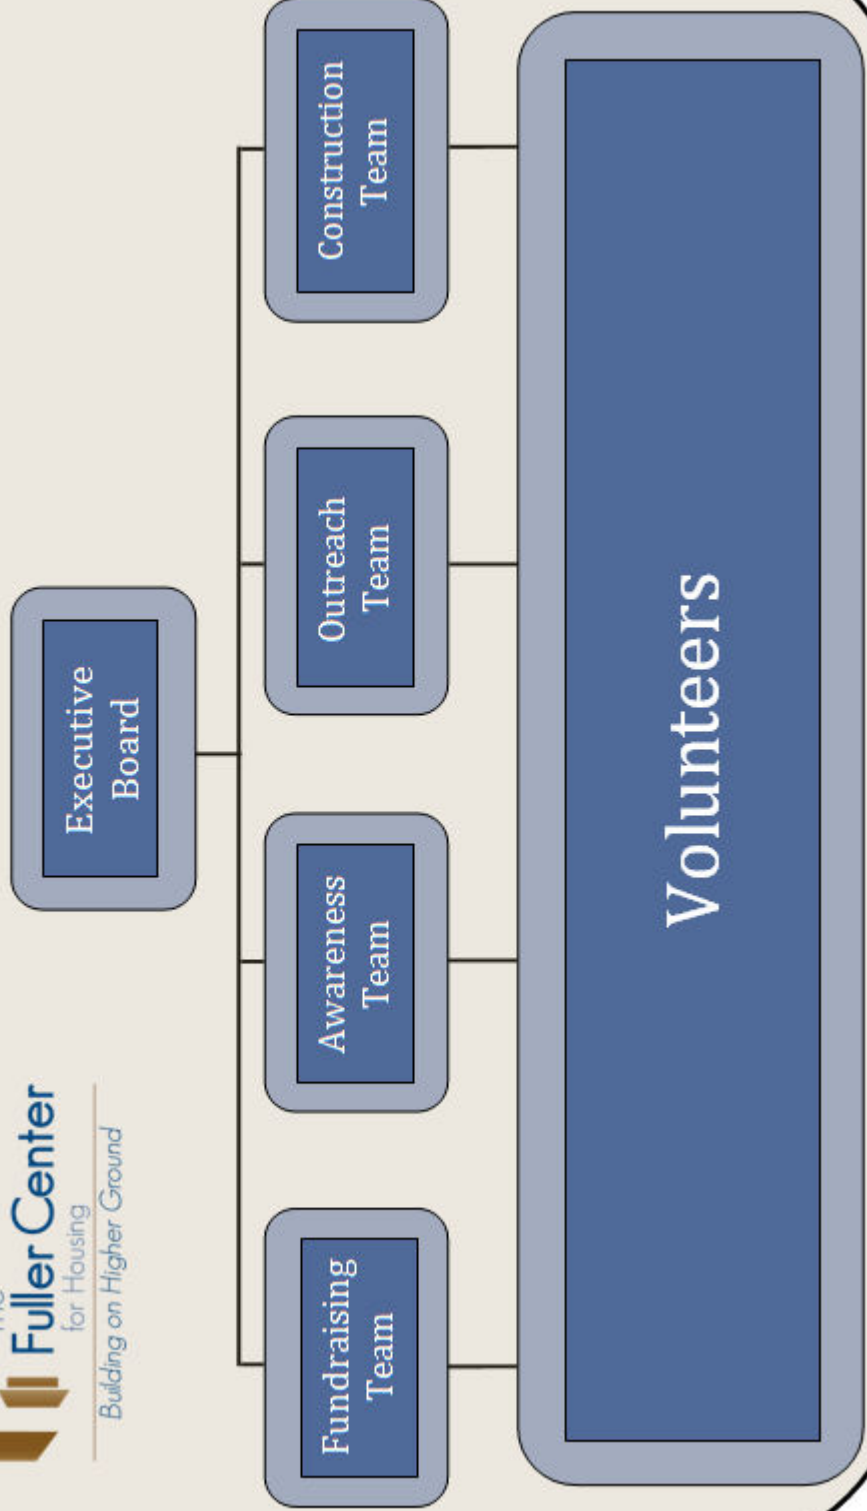 Fuller Center
for Housing
Building on Higher Ground
Executive
Board
Fundraising
Team
Awareness
Team
Outreach
Team
Construction
Team
Volunteers